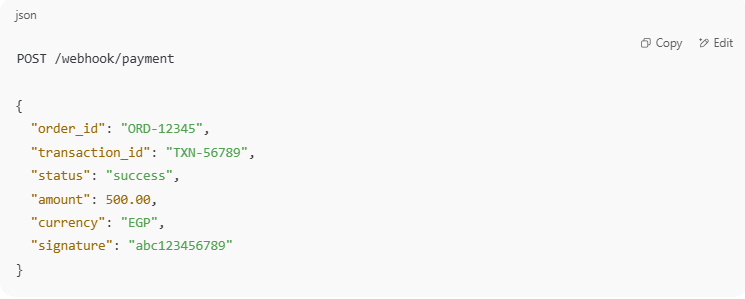 json
Copy Edit
POST /webhook/payment
{
"order_id": "ORD-12345",
"transaction_id": "TXN-56789",
"status": "success",
"amount": 500.00,
"currency": "EGP",
"signature": "abc123456789"
}